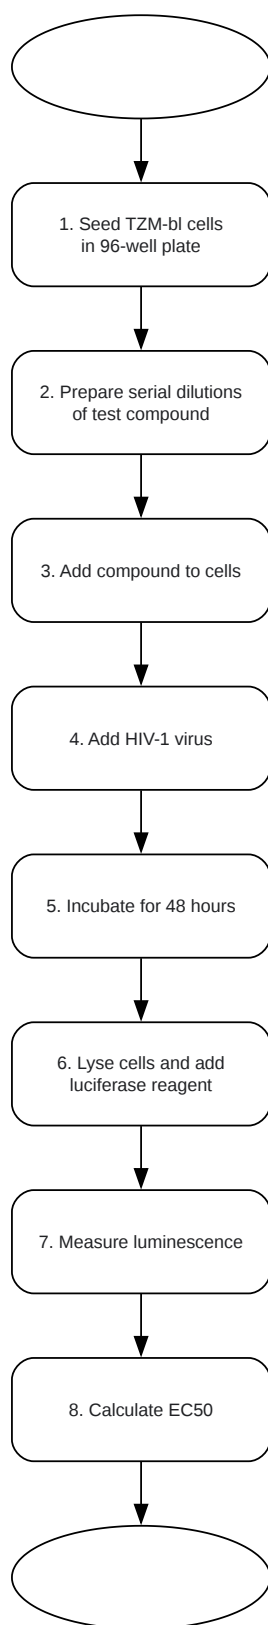 1. Seed TZM-bl cells
in 96-well plate
2. Prepare serial dilutions
of test compound
3. Add compound to cells
4. Add HIV-1 virus
5. Incubate for 48 hours
6. Lyse cells and add
luciferase reagent
7. Measure luminescence
8. Calculate EC50